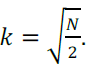 k = √(N/2).